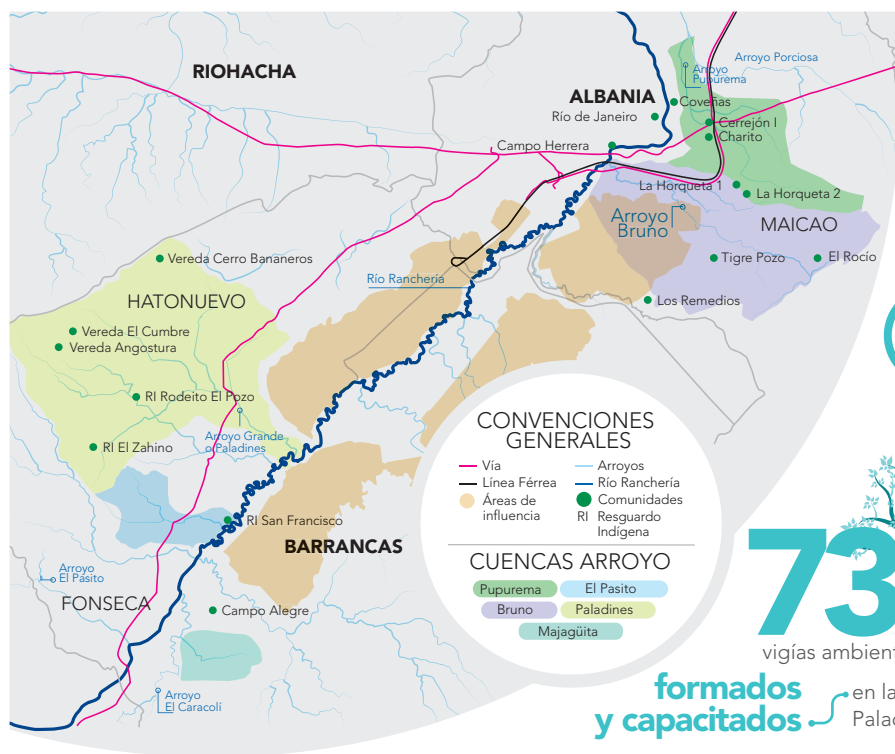 RIOHACHA
Arroyo Porciosa
Arroyo
Pupurema
ALBANIA
Coveñas
Río de Janeiro
Cerrejón I
Charito
Campo Herrera
La Horqueta 1
La Horqueta 2
Arroyo
Bruno
MAICAO
Vereda Cerro Bananeros
Tigre Pozo
El Rocío
Río Ranchería
HATONUEVO
Los Remedios
Vereda El Cumbre
Vereda Angostura
RI Rodeito El Pozo
Arroyo Grande
o Paladines
RI El Zahino
RI San Francisco
BARRANCAS
Arroyo
El Pasito
FONSECA
Campo Alegre
Arroyo
El Caracolí
CONVENCIONES
GENERALES
Vía
Línea Férrea
Áreas de
influencia
Arroyos
Río Ranchería
Comunidades
RI Resguardo
Indígena
CUENCAS ARROYO
Pupurema
El Pasito
Bruno
Paladines
Majagüita
73
vigías ambient
formados
y capacitados
en la
Palad